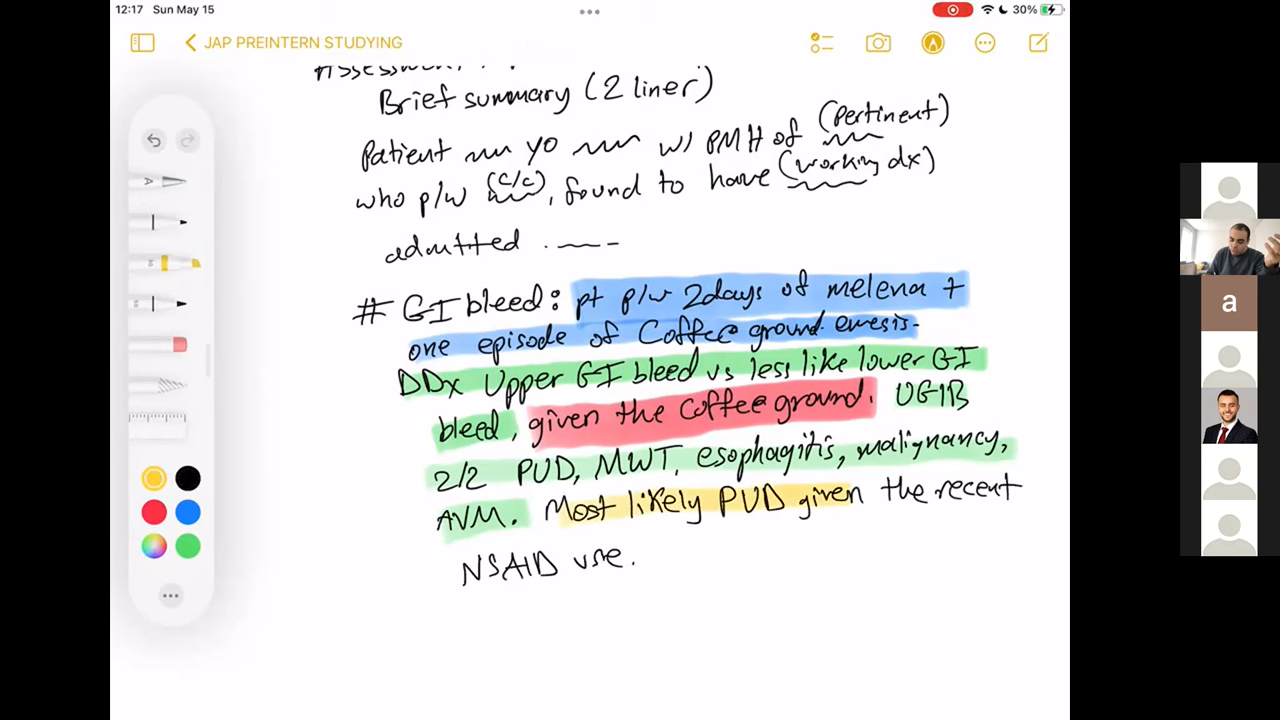 12:17 Sun May 15
30%
JAP PREINTERN STUDYING
Brief summary (2 liner)
Patient yo w/ PMH of (Pertinent)
who p/w (c/c), found to have (working dx)
admitted
# GI bleed: pt p/w 2days of melena +
one episode of Coffee ground emesis.
DDx Upper GI bleed vs less like lower GI
bleed, given the coffee ground. UGIB
2/2 PUD, MWT, esophagitis, malignancy,
AVM. Most likely PUD given the recent
NSAID use.
a